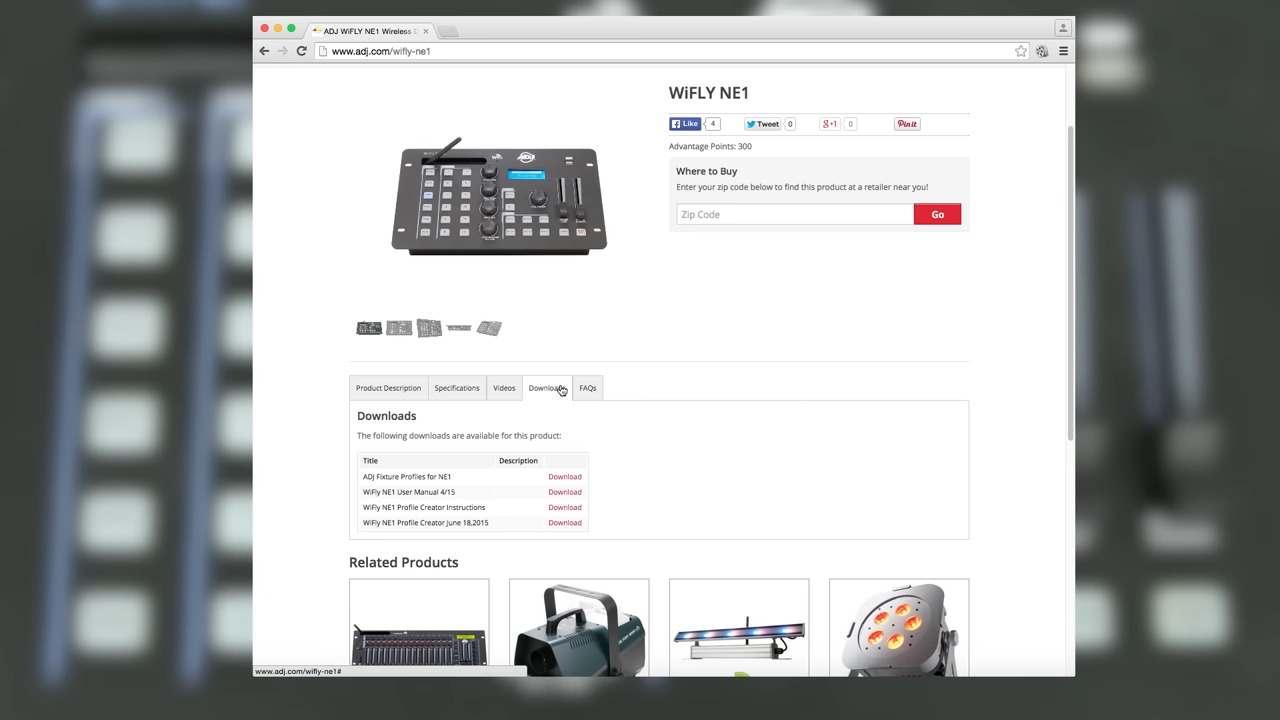 ADJ WiFLY NE1 Wireless D
www.adj.com/wifly-ne1
WiFLY NE1
Like 4
Tweet 0
g+1 0
Pin it
Advantage Points: 300
Where to Buy
Enter your zip code below to find this product at a retailer near you!
Zip Code
Go
ADJ
Product Description
Specifications
Videos
Downloads
FAQs
Downloads
The following downloads are available for this product:
Title Description
ADJ Fixture Profiles for NE1 Download
WiFly NE1 User Manual 4/15 Download
WiFly NE1 Profile Creator Instructions Download
WiFly NE1 Profile Creator June 18,2015 Download
Related Products
www.adj.com/wifly-ne1#